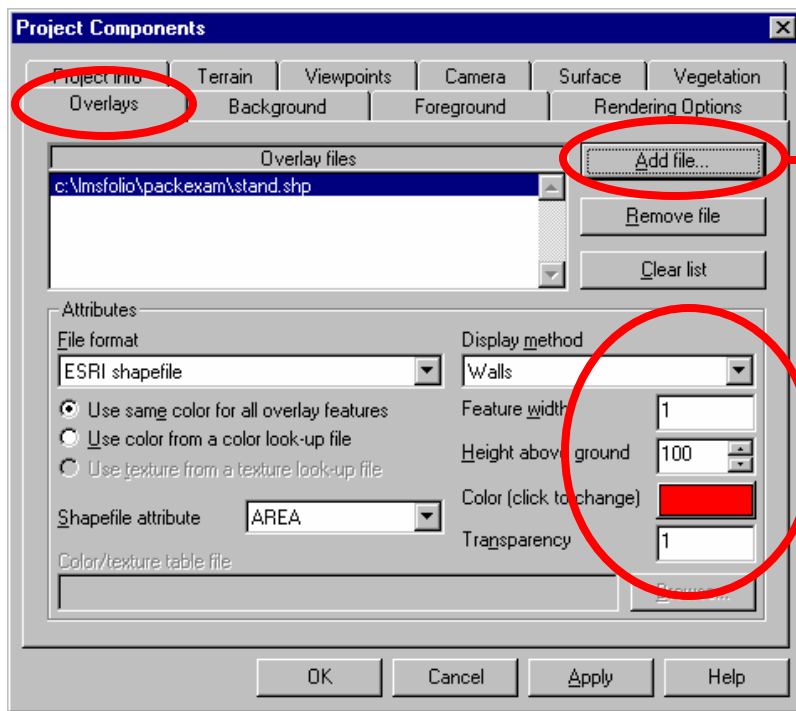 Project Components
Project Info Terrain Viewpoints Camera Surface Vegetation
Overlays Background Foreground Rendering Options
Overlay files
c:\lmsfolio\packexam\stand.shp
Add file...
Remove file
Clear list
Attributes
File format
ESRI shapefile
Use same color for all overlay features
Use color from a color look-up file
Use texture from a texture look-up file
Shapefile attribute AREA
Color/texture table file
Display method
Walls
Feature width 1
Height above ground 100
Color (click to change)
Transparency 1
Browse...
OK Cancel Apply Help